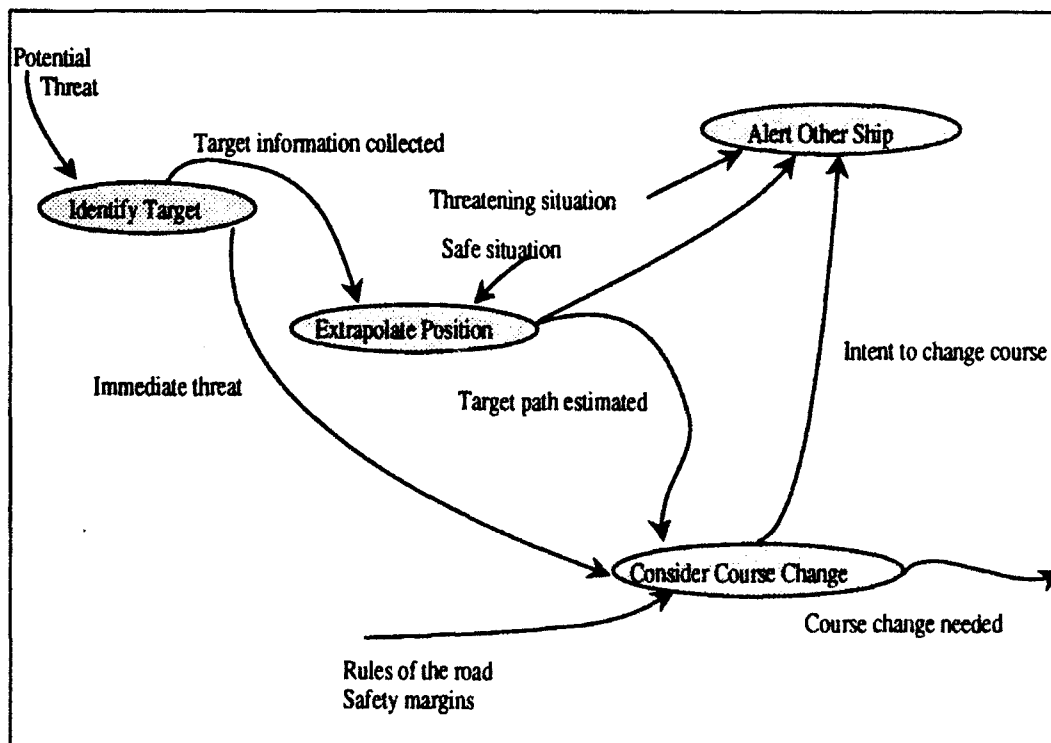 Potential
Threat
Target information collected
Alert Other Ship
Identify Target
Threatening situation
Safe situation
Extrapolate Position
Immediate threat
Target path estimated
Intent to change course
Consider Course Change
Course change needed
Rules of the road
Safety margins